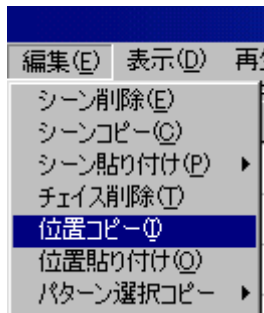 編集(E) 表示(D) 再
シーン削除(E)
シーンコピー(C)
シーン貼り付け(P)
チェイス削除(T)
位置コピー(I)
位置貼り付け(O)
パターン選択コピー